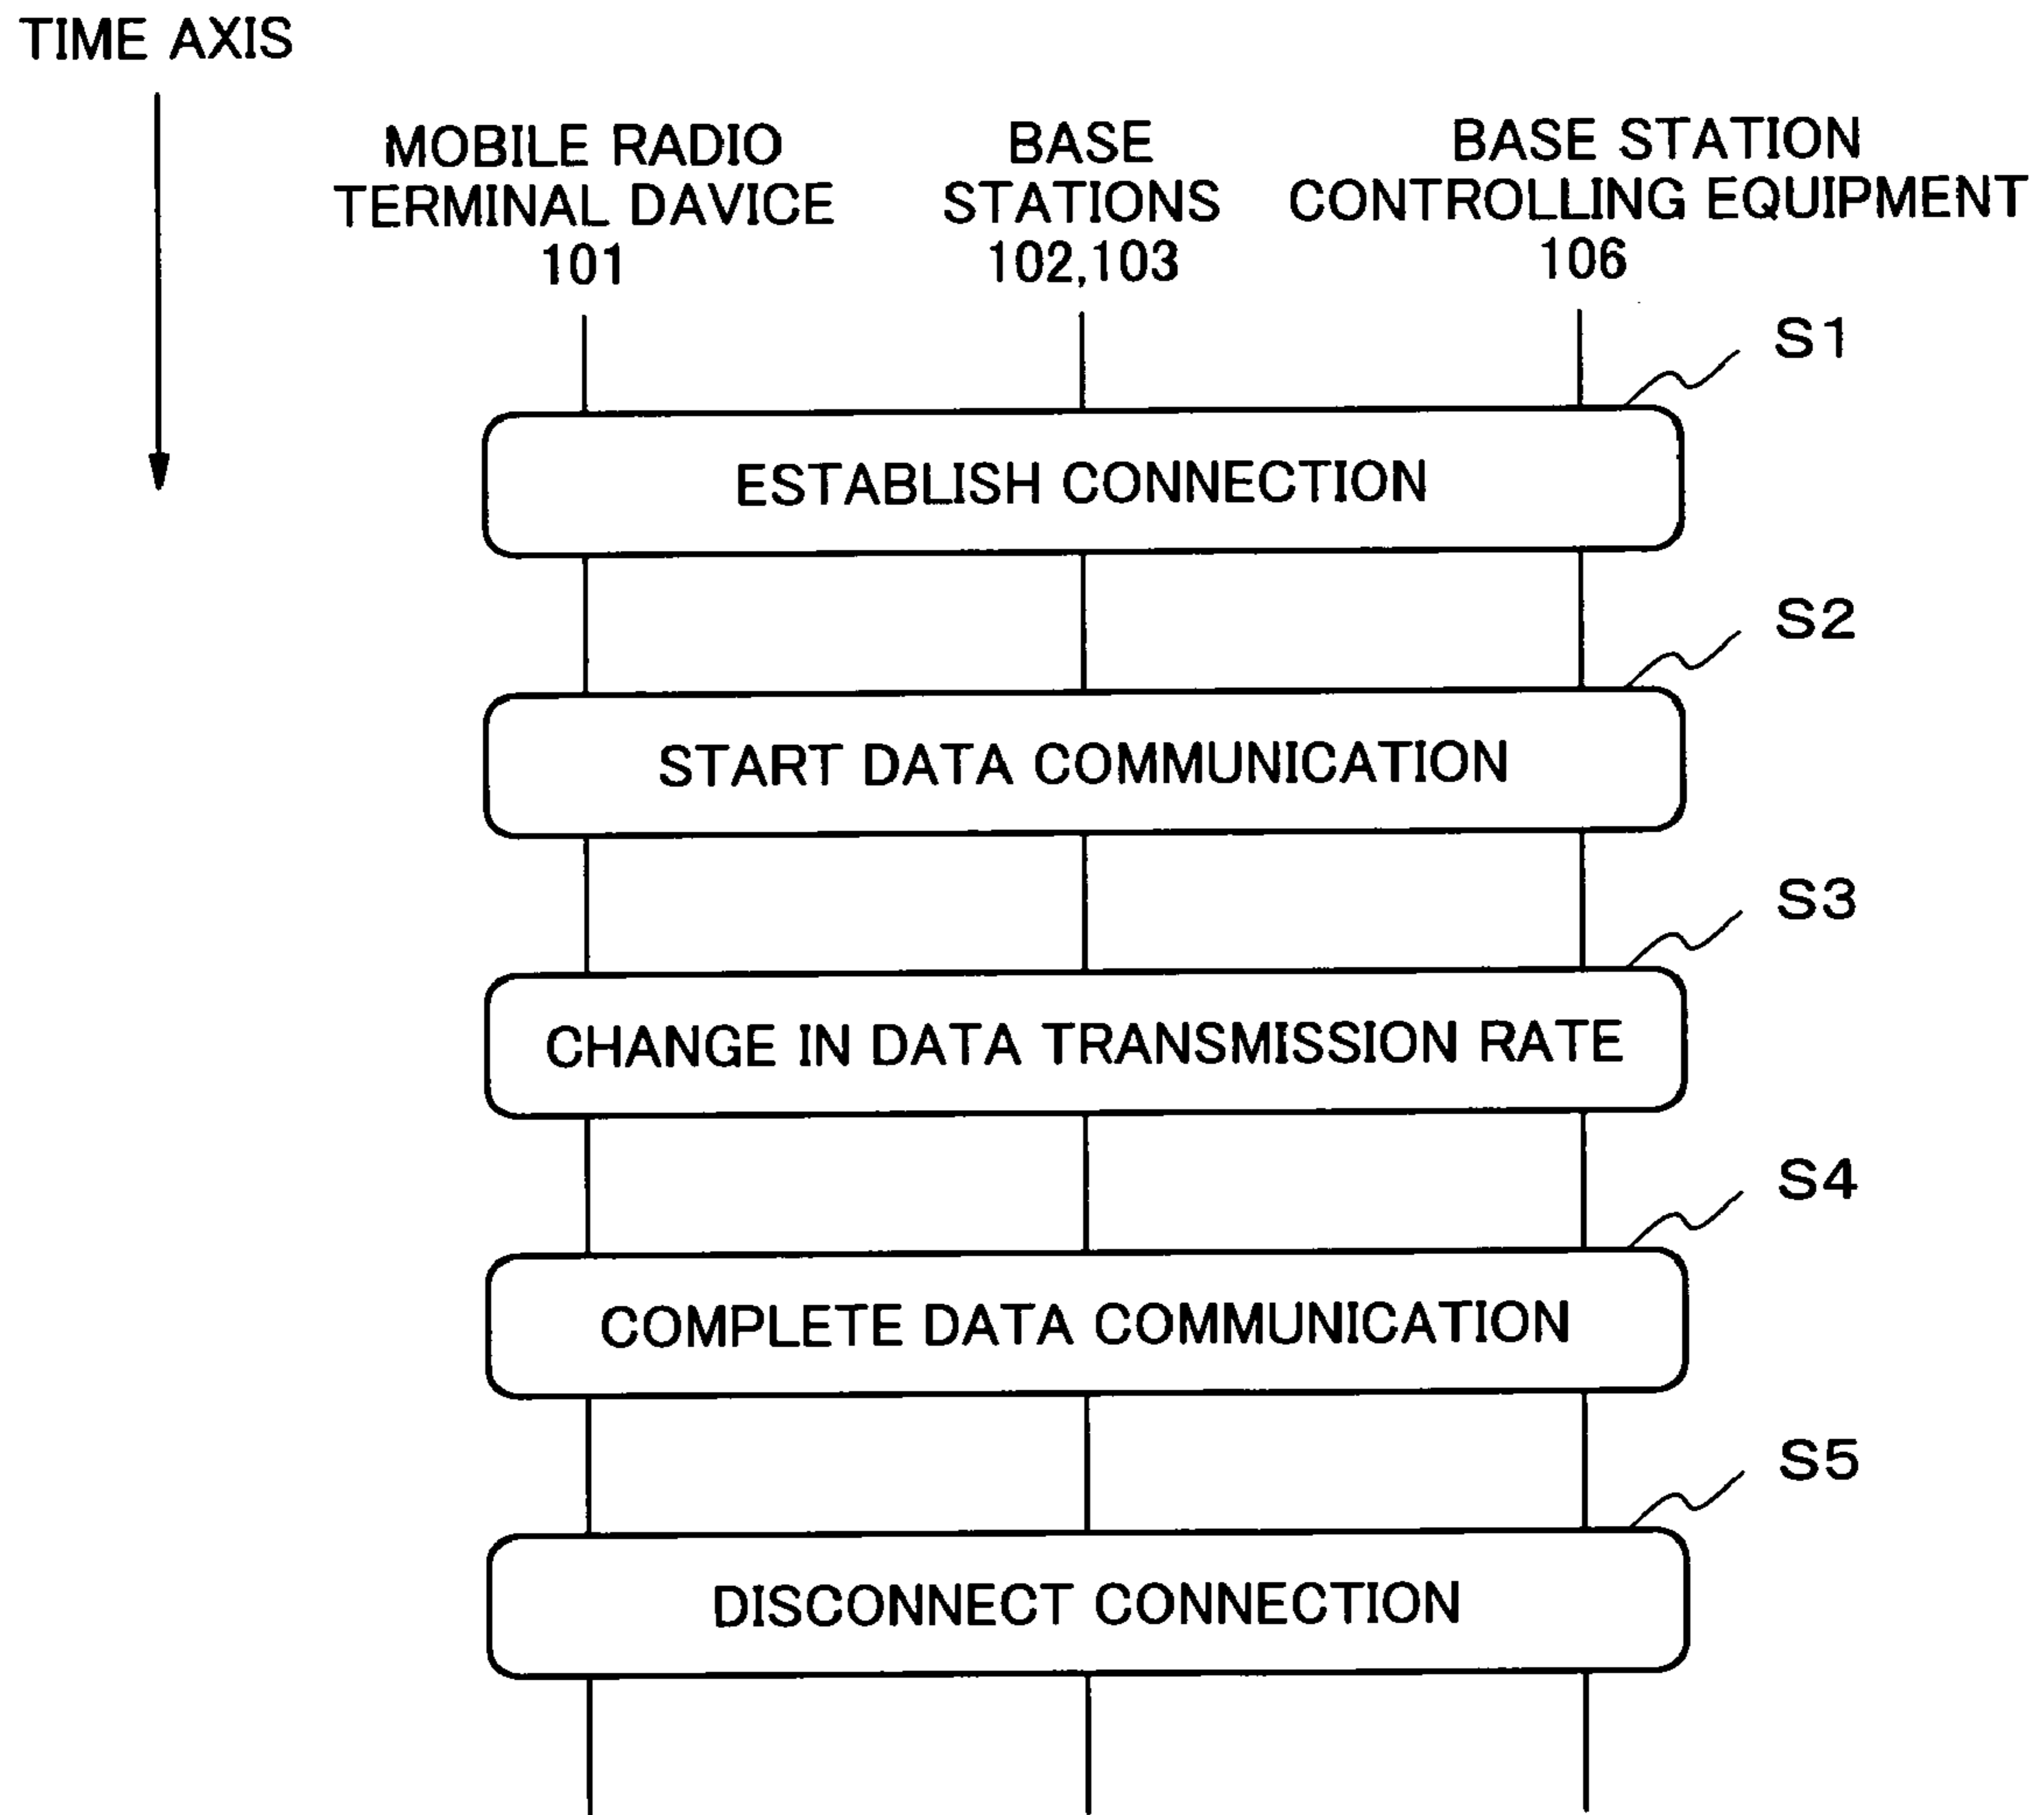 TIME AXIS
MOBILE RADIO
TERMINAL DAVICE
101
BASE
STATIONS
102,103
BASE STATION
CONTROLLING EQUIPMENT
106
S1
ESTABLISH CONNECTION
S2
START DATA COMMUNICATION
S3
CHANGE IN DATA TRANSMISSION RATE
S4
COMPLETE DATA COMMUNICATION
S5
DISCONNECT CONNECTION